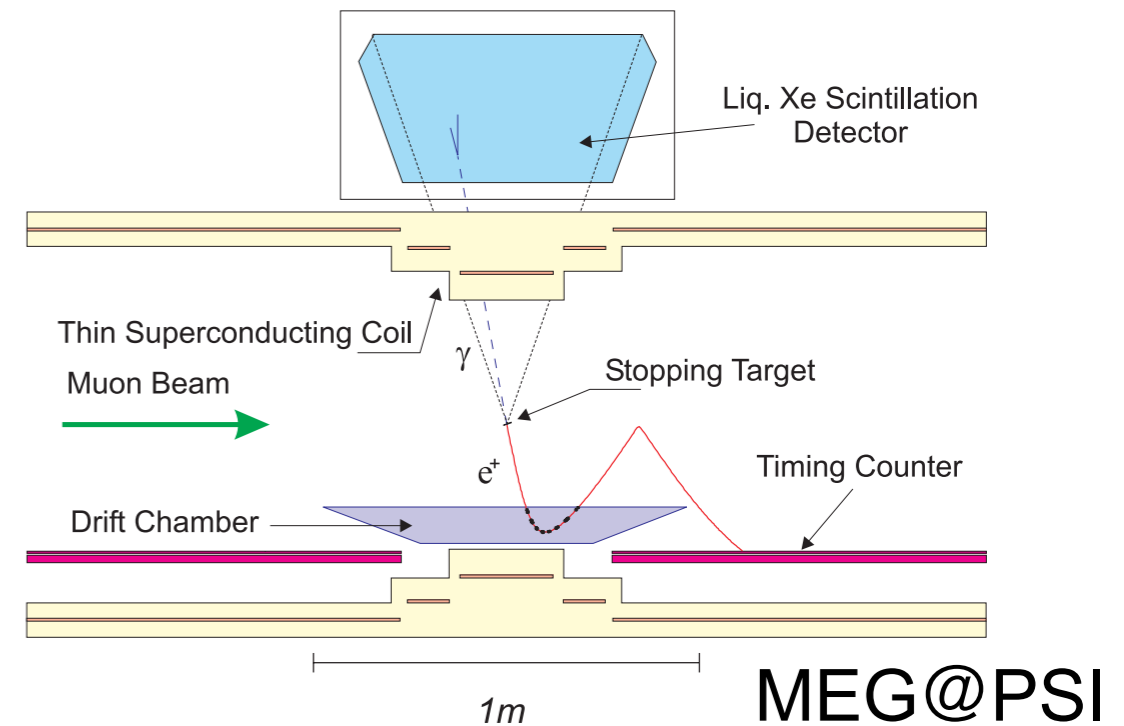 Liq. Xe Scintillation
Detector
Thin Superconducting Coil
γ
Muon Beam
Stopping Target
e⁺
Timing Counter
Drift Chamber
1m
MEG@PSI